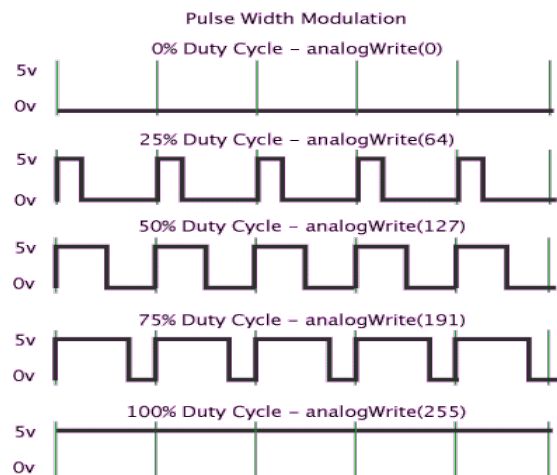 Pulse Width Modulation
0% Duty Cycle – analogWrite(0)
5v
0v
25% Duty Cycle – analogWrite(64)
5v
0v
50% Duty Cycle – analogWrite(127)
5v
0v
75% Duty Cycle – analogWrite(191)
5v
0v
100% Duty Cycle – analogWrite(255)
5v
0v